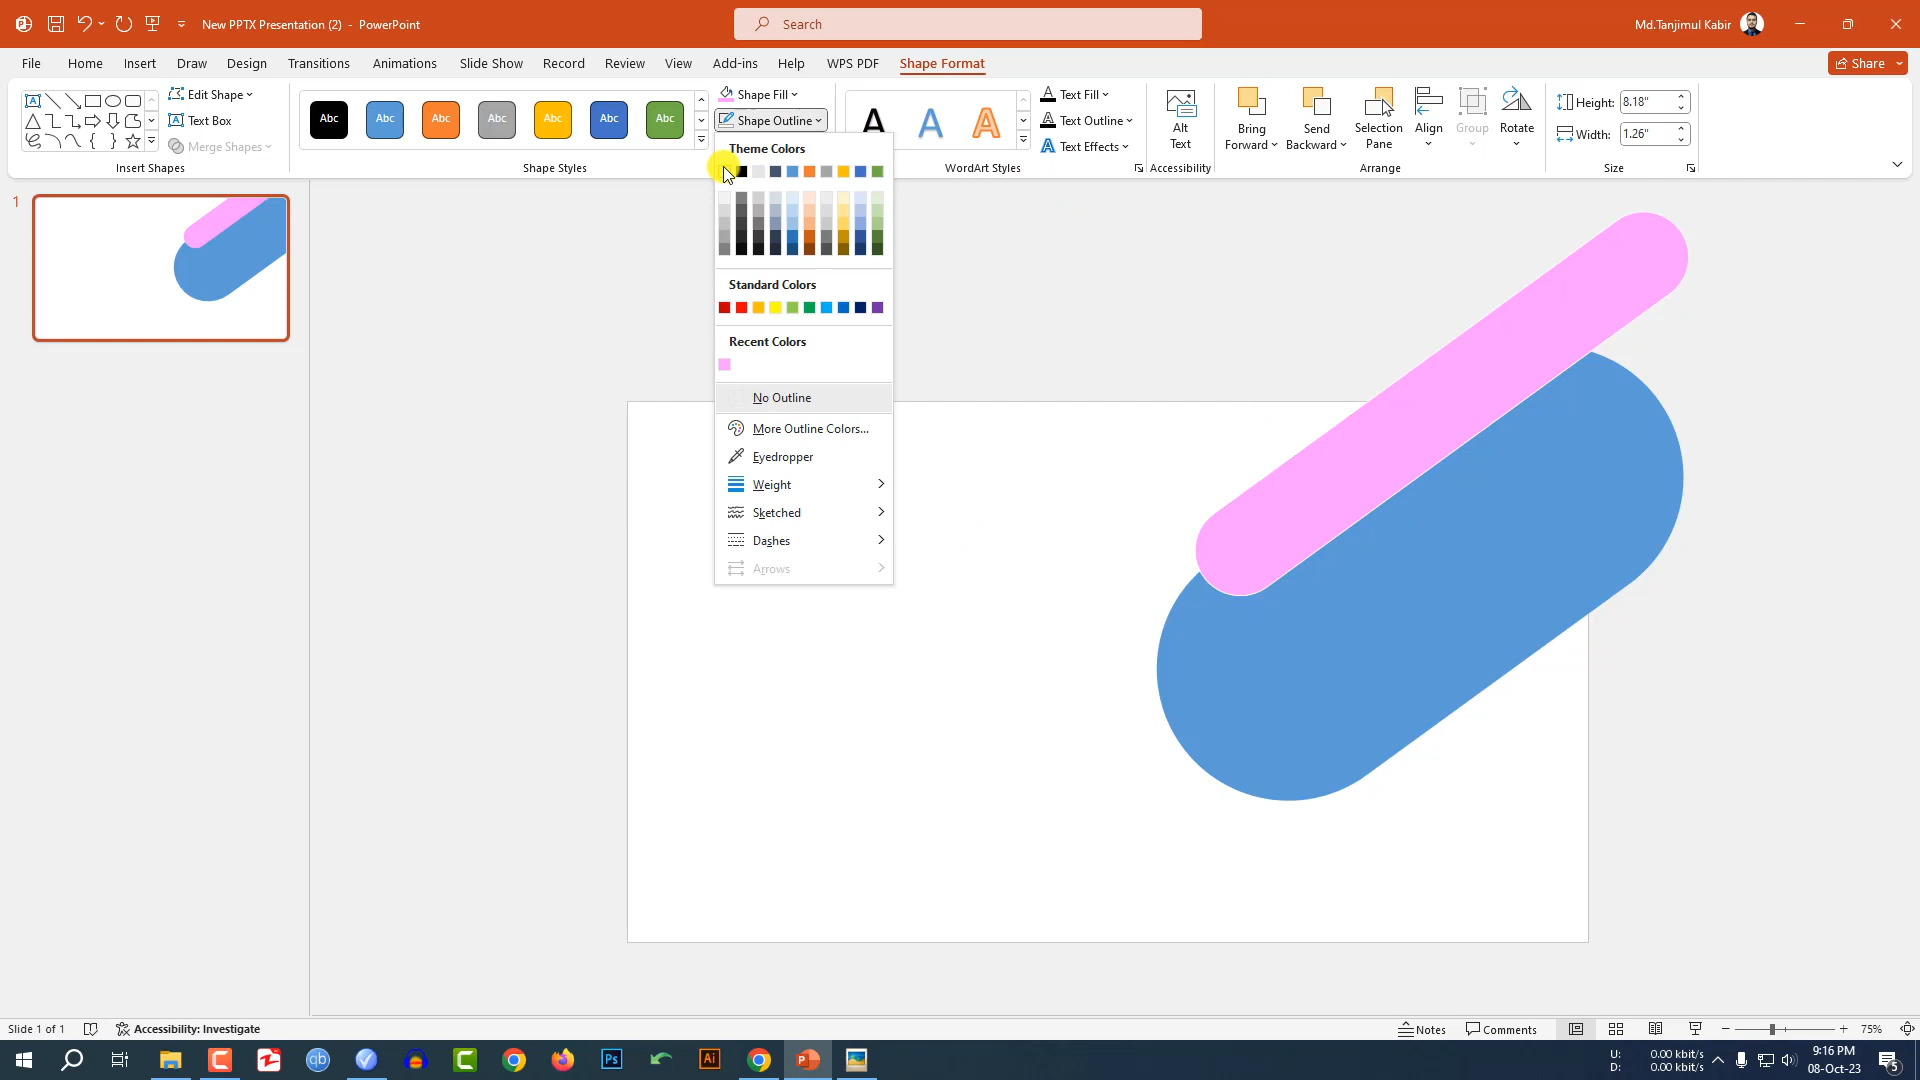 New PPTX Presentation (2) - PowerPoint
Search
Md.Tanjimul Kabir
File Home Insert Draw Design Transitions Animations Slide Show Record Review View Add-ins Help WPS PDF Shape Format
Share
Edit Shape
Text Box
Merge Shapes
Insert Shapes
Abc Abc Abc Abc Abc Abc Abc
Shape Styles
Shape Fill
Shape Outline
A A A
WordArt Styles
Text Fill
Text Outline
Text Effects
Alt
Text
Accessibility
Bring
Forward
Send
Backward
Selection
Pane
Align
Group
Rotate
Arrange
Height: 8.18"
Width: 1.26"
Size
Theme Colors
Standard Colors
Recent Colors
No Outline
More Outline Colors...
Eyedropper
Weight
Sketched
Dashes
Arrows
1
Slide 1 of 1
Accessibility: Investigate
Notes
Comments
75%
qb
Ps
Ai
U: 0.00 kbit/s
D: 0.00 kbit/s
9:16 PM
08-Oct-23
5